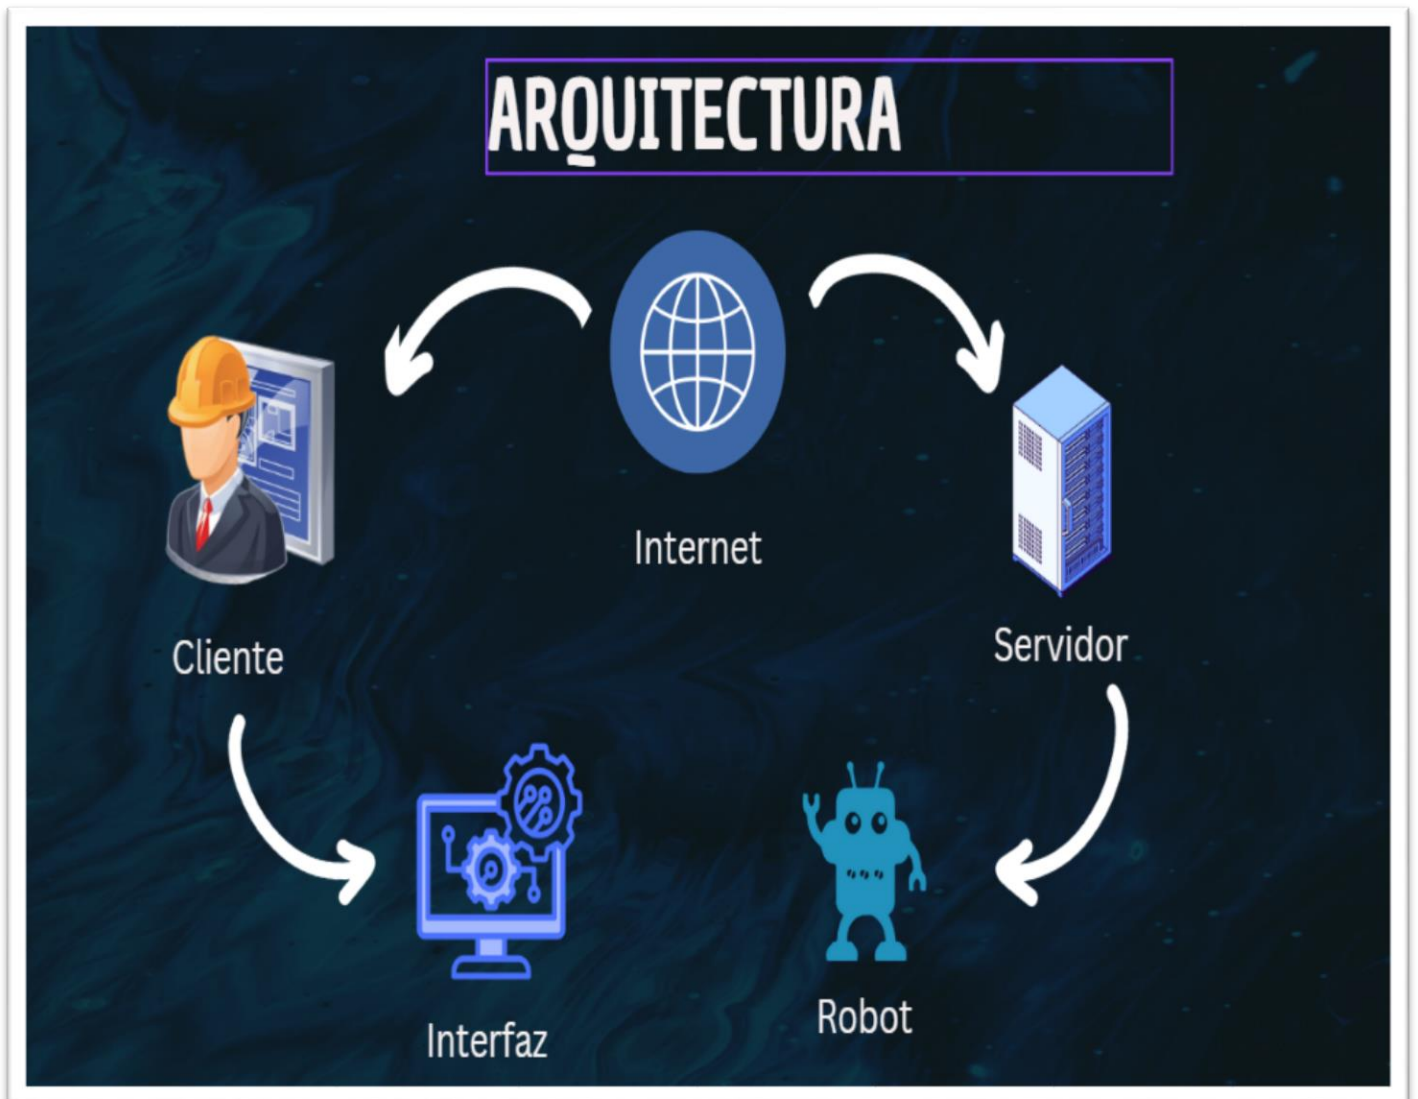 ARQUITECTURA
Internet
Cliente
Servidor
Interfaz
Robot